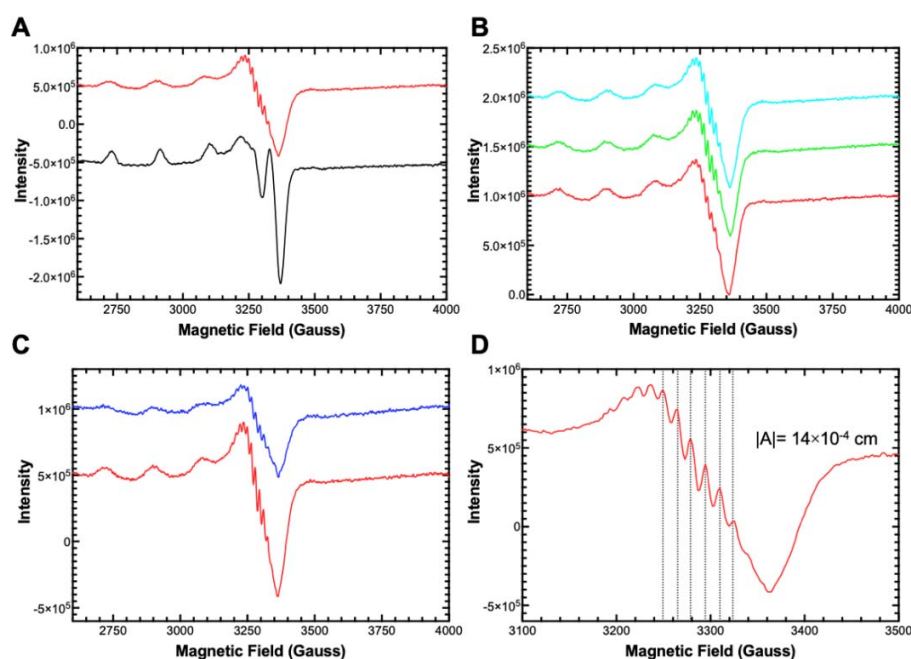 A
1.0×10⁶
5.0×10⁵
0.0
-5.0×10⁵
-1.0×10⁶
-1.5×10⁶
-2.0×10⁶
Intensity
2750 3000 3250 3500 3750 4000
Magnetic Field (Gauss)
B
2.5×10⁶
2.0×10⁶
1.5×10⁶
1.0×10⁶
5.0×10⁵
0.0
Intensity
2750 3000 3250 3500 3750 4000
Magnetic Field (Gauss)
C
1×10⁶
5×10⁵
0
-5×10⁵
Intensity
2750 3000 3250 3500 3750 4000
Magnetic Field (Gauss)
D
1×10⁶
5×10⁵
0
-5×10⁵
Intensity
|A|= 14×10⁻⁴ cm
3100 3200 3300 3400 3500
Magnetic Field (Gauss)